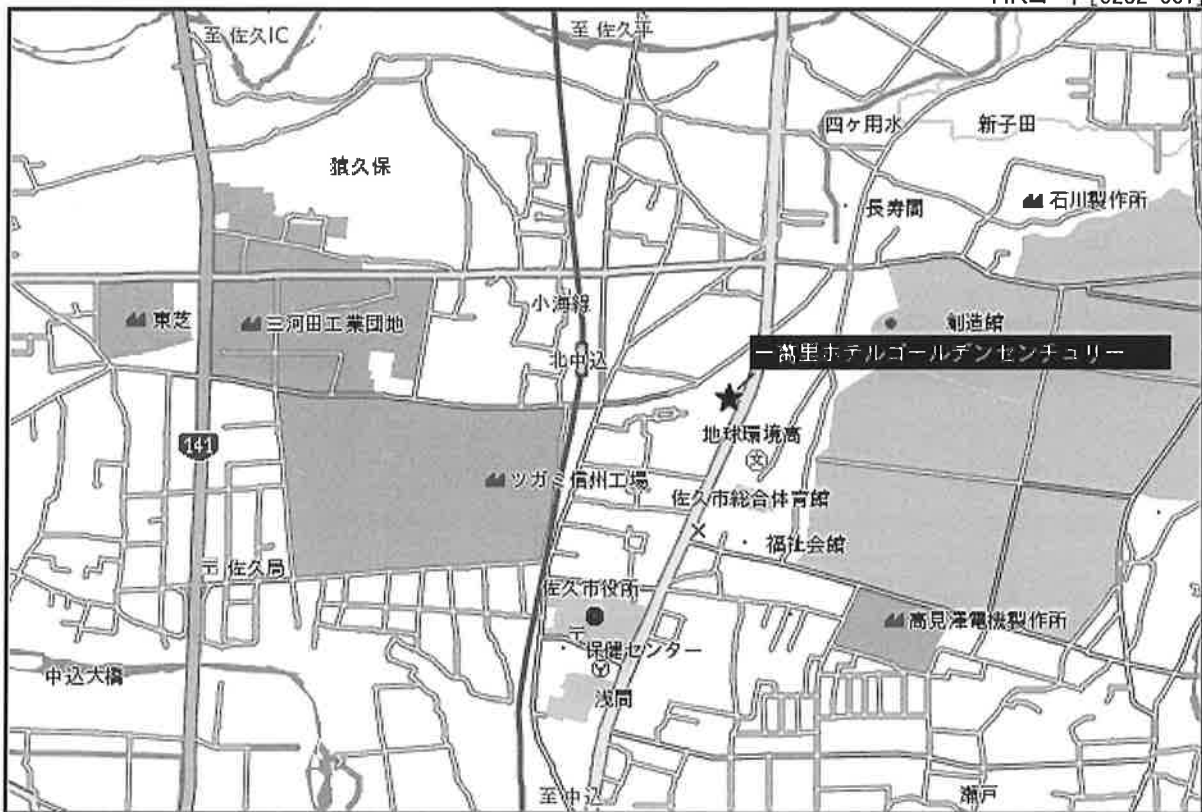 至 佐久IC
至 佐久平
四ヶ用水
新子田
猿久保
石川製作所
長寿閣
小海線
東芝
三河田工業団地
創造館
北中込
一萬里ホテルゴールデンセンチュリー
地球環境高
文
141
ツガミ信州工場
佐久市総合体育館
福祉会館
〒 佐久局
佐久市役所
〒
高見澤電機製作所
保健センター
中込大橋
浅間
至 中込
瀬戸